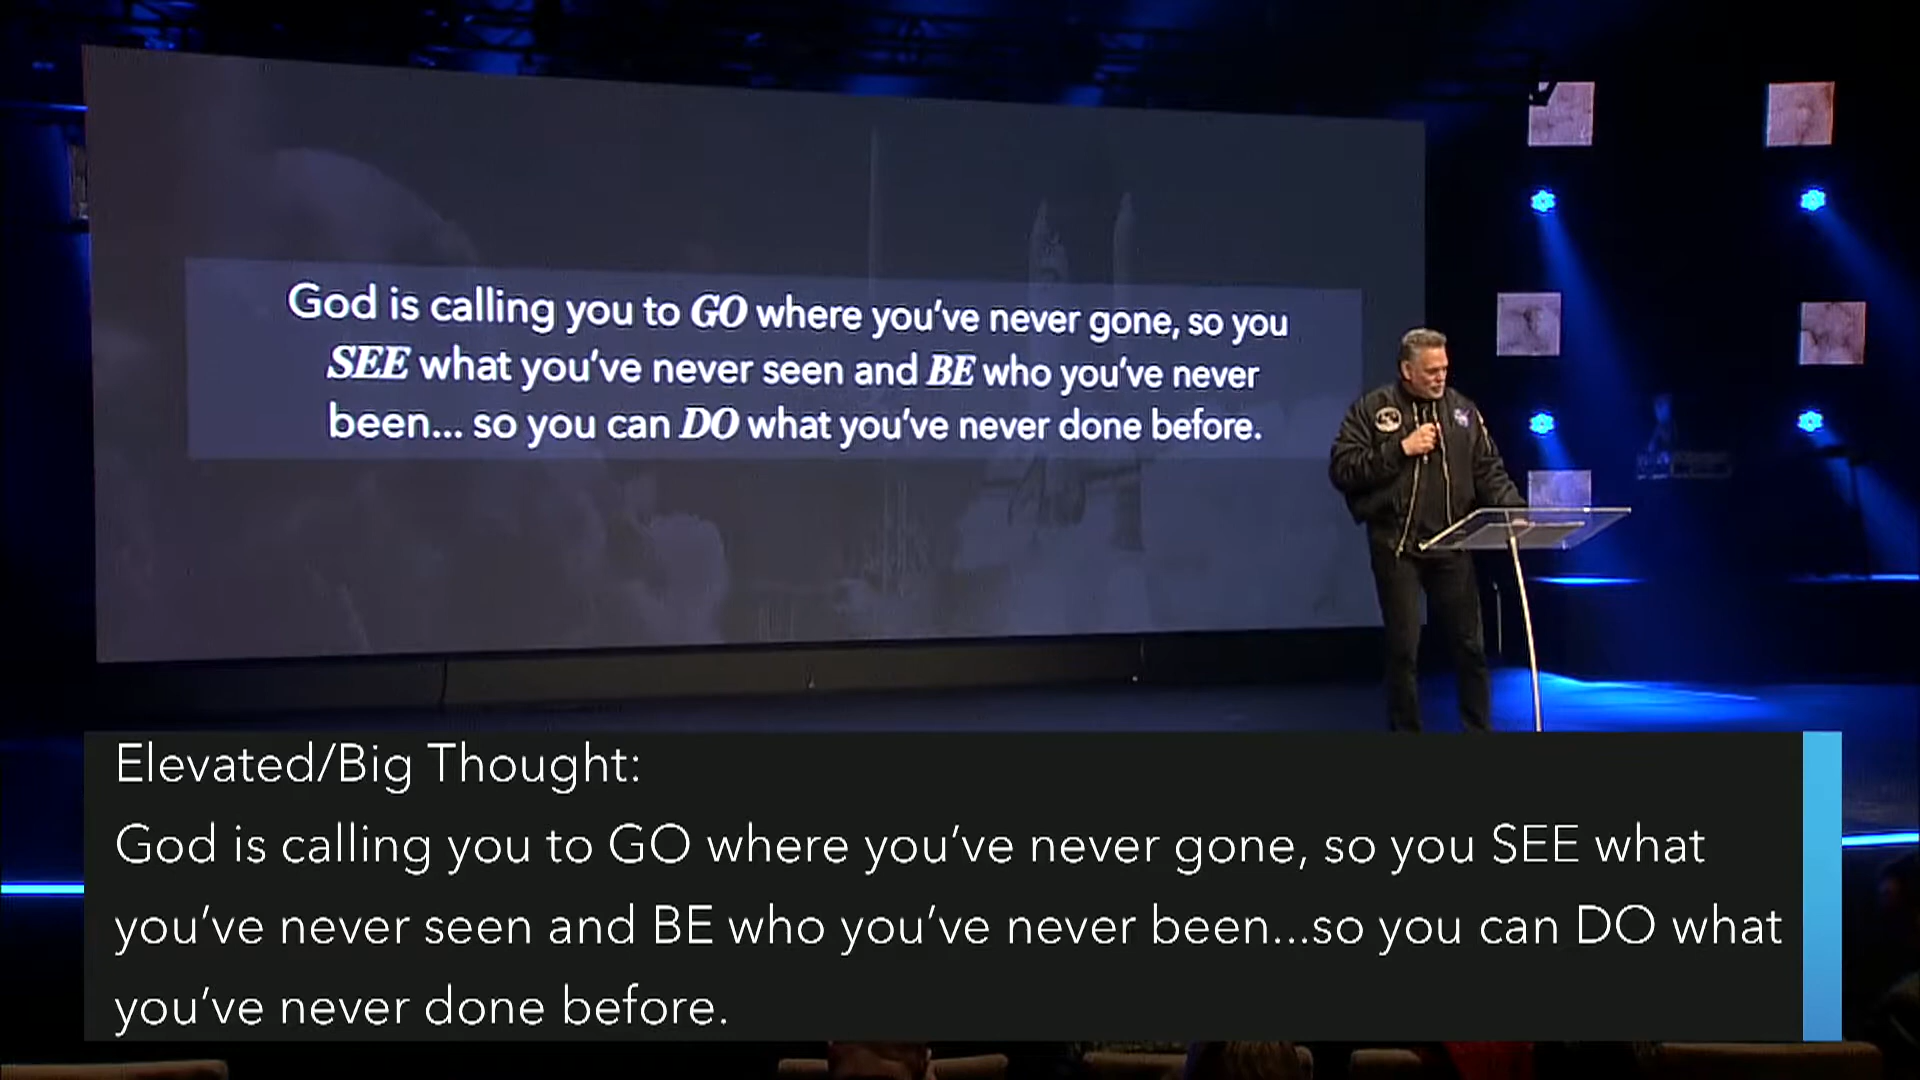 God is calling you to GO where you've never gone, so you
SEE what you've never seen and BE who you've never
been... so you can DO what you've never done before.
Elevated/Big Thought:
God is calling you to GO where you've never gone, so you SEE what
you've never seen and BE who you've never been...so you can DO what
you've never done before.